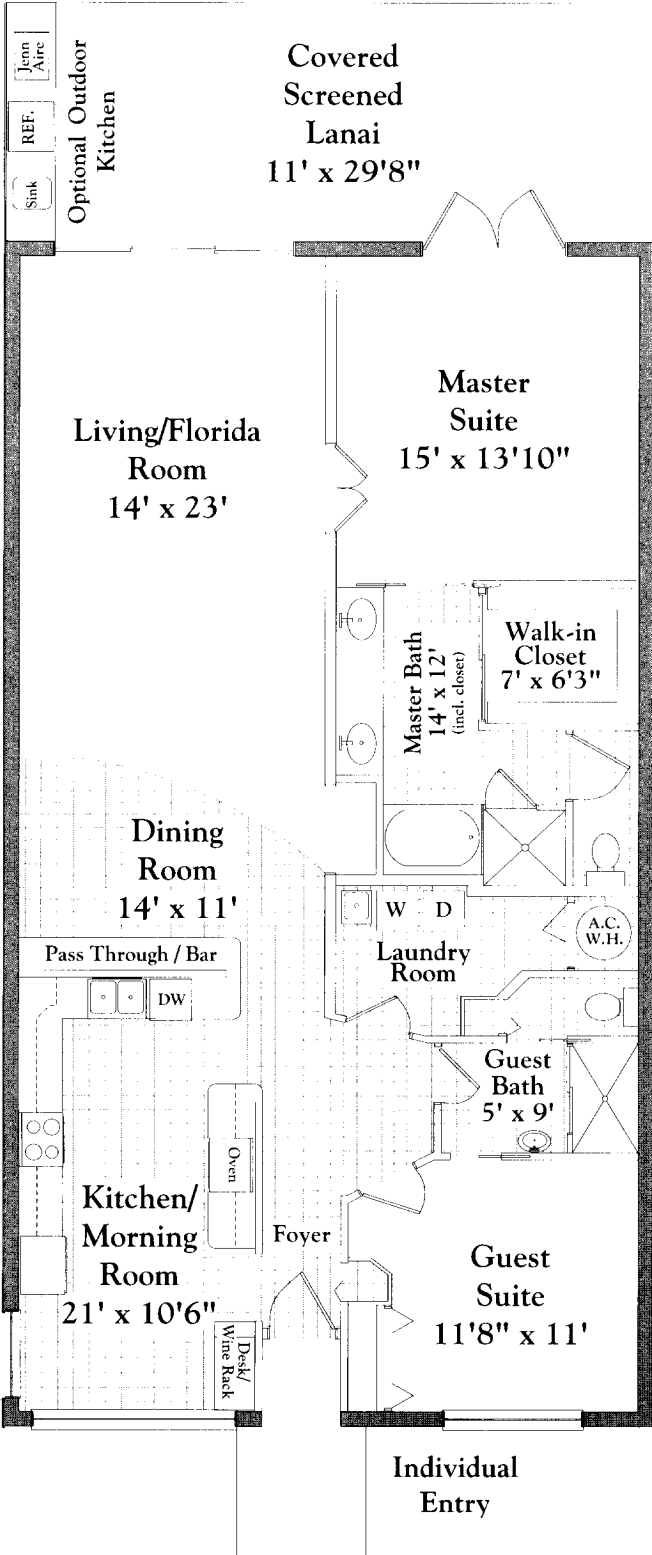 Jenn
Aire
REF.
Sink
Optional Outdoor
Kitchen
Covered
Screened
Lanai
11' x 29'8"
Living/Florida
Room
14' x 23'
Master
Suite
15' x 13'10"
Master Bath
14' x 12'
(incl. closet)
Walk-in
Closet
7' x 6'3"
Dining
Room
14' x 11'
Pass Through / Bar
DW
W D
Laundry
Room
A.C.
W.H.
Guest
Bath
5' x 9'
Oven
Kitchen/
Morning
Room
21' x 10'6"
Foyer
Desk/
Wine Rack
Guest
Suite
11'8" x 11'
Individual
Entry